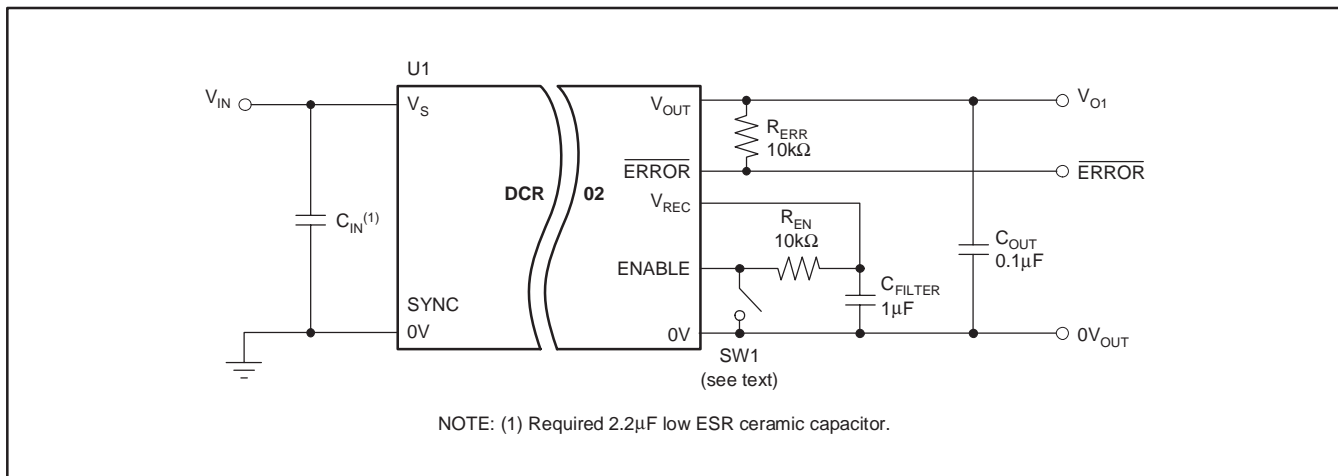 U1
V_IN
V_S
V_OUT
V_O1
R_ERR
10kΩ
ERROR
ERROR
DCR 02
V_REC
C_IN(1)
R_EN
10kΩ
C_OUT
0.1μF
ENABLE
C_FILTER
1μF
SYNC
0V
0V
SW1
(see text)
0V_OUT
NOTE: (1) Required 2.2μF low ESR ceramic capacitor.